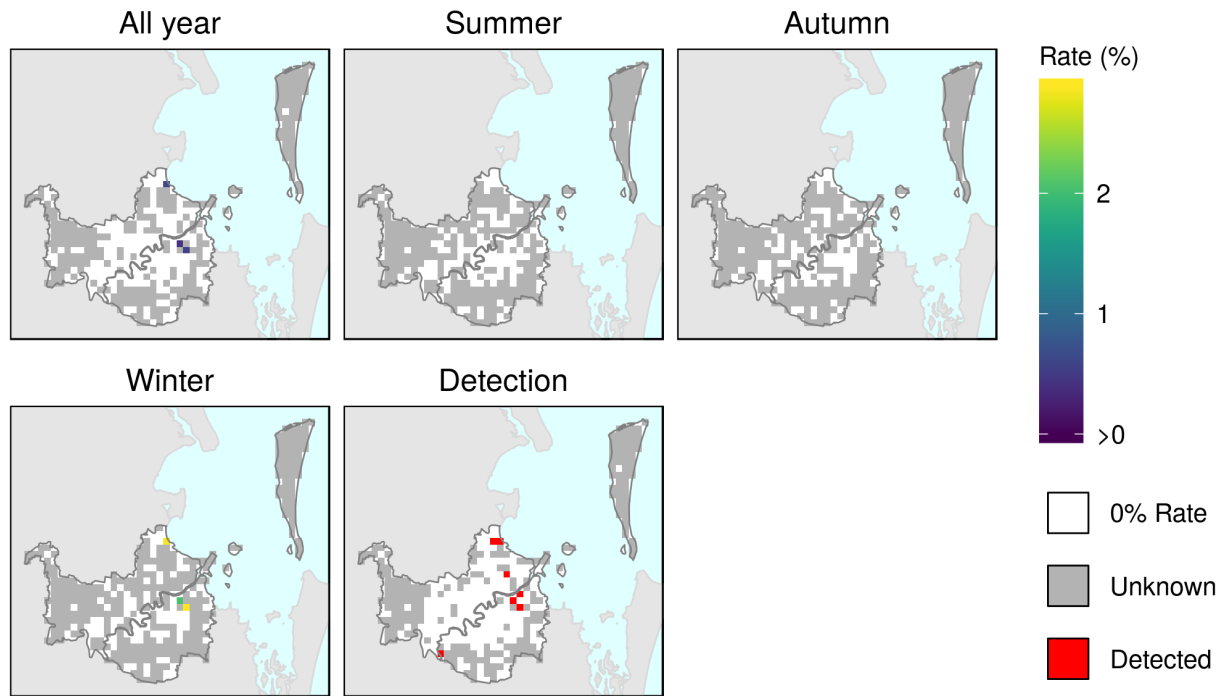 All year
Summer
Autumn
Rate (%)
2
1
>0
Winter
Detection
0% Rate
Unknown
Detected